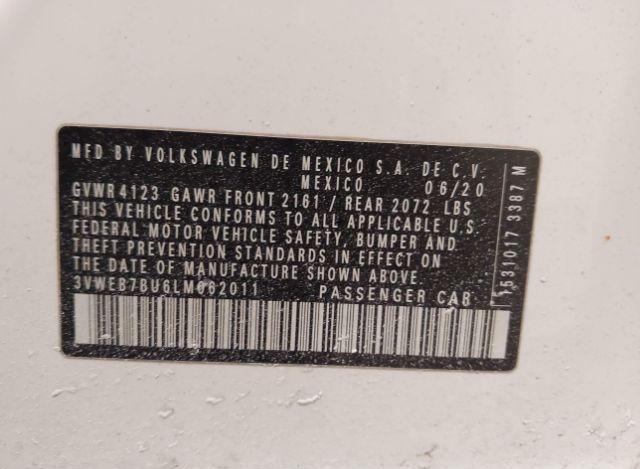 MFD BY VOLKSWAGEN DE MEXICO S.A. DE C.V.
MEXICO 06/20
GVWR 4123 GAWR FRONT 2161 / REAR 2072 LBS
THIS VEHICLE CONFORMS TO ALL APPLICABLE U.S.
FEDERAL MOTOR VEHICLE SAFETY, BUMPER AND
THEFT PREVENTION STANDARDS IN EFFECT ON
THE DATE OF MANUFACTURE SHOWN ABOVE.
3VWEB7BU6LM062011 PASSENGER CAR
7531017 3387 M